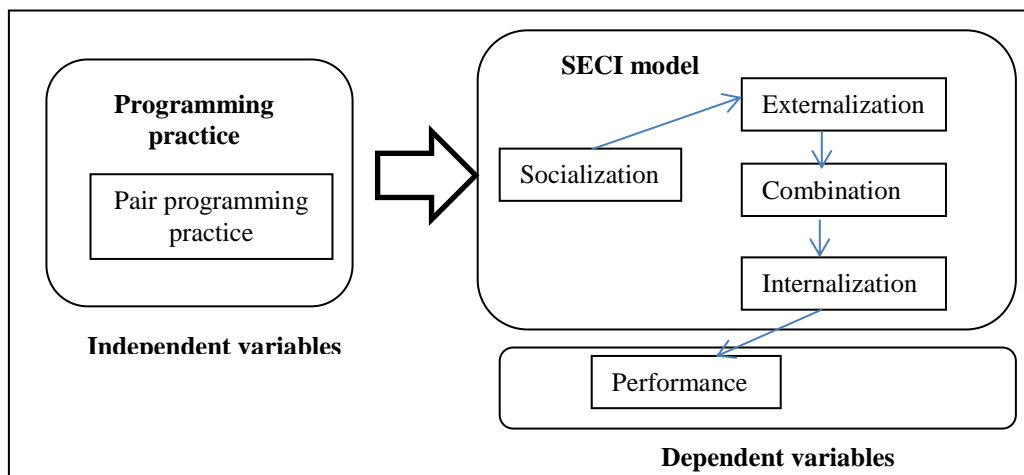 Programming
practice
Pair programming
practice
Independent variables
SECI model
Externalization
Socialization
Combination
Internalization
Performance
Dependent variables